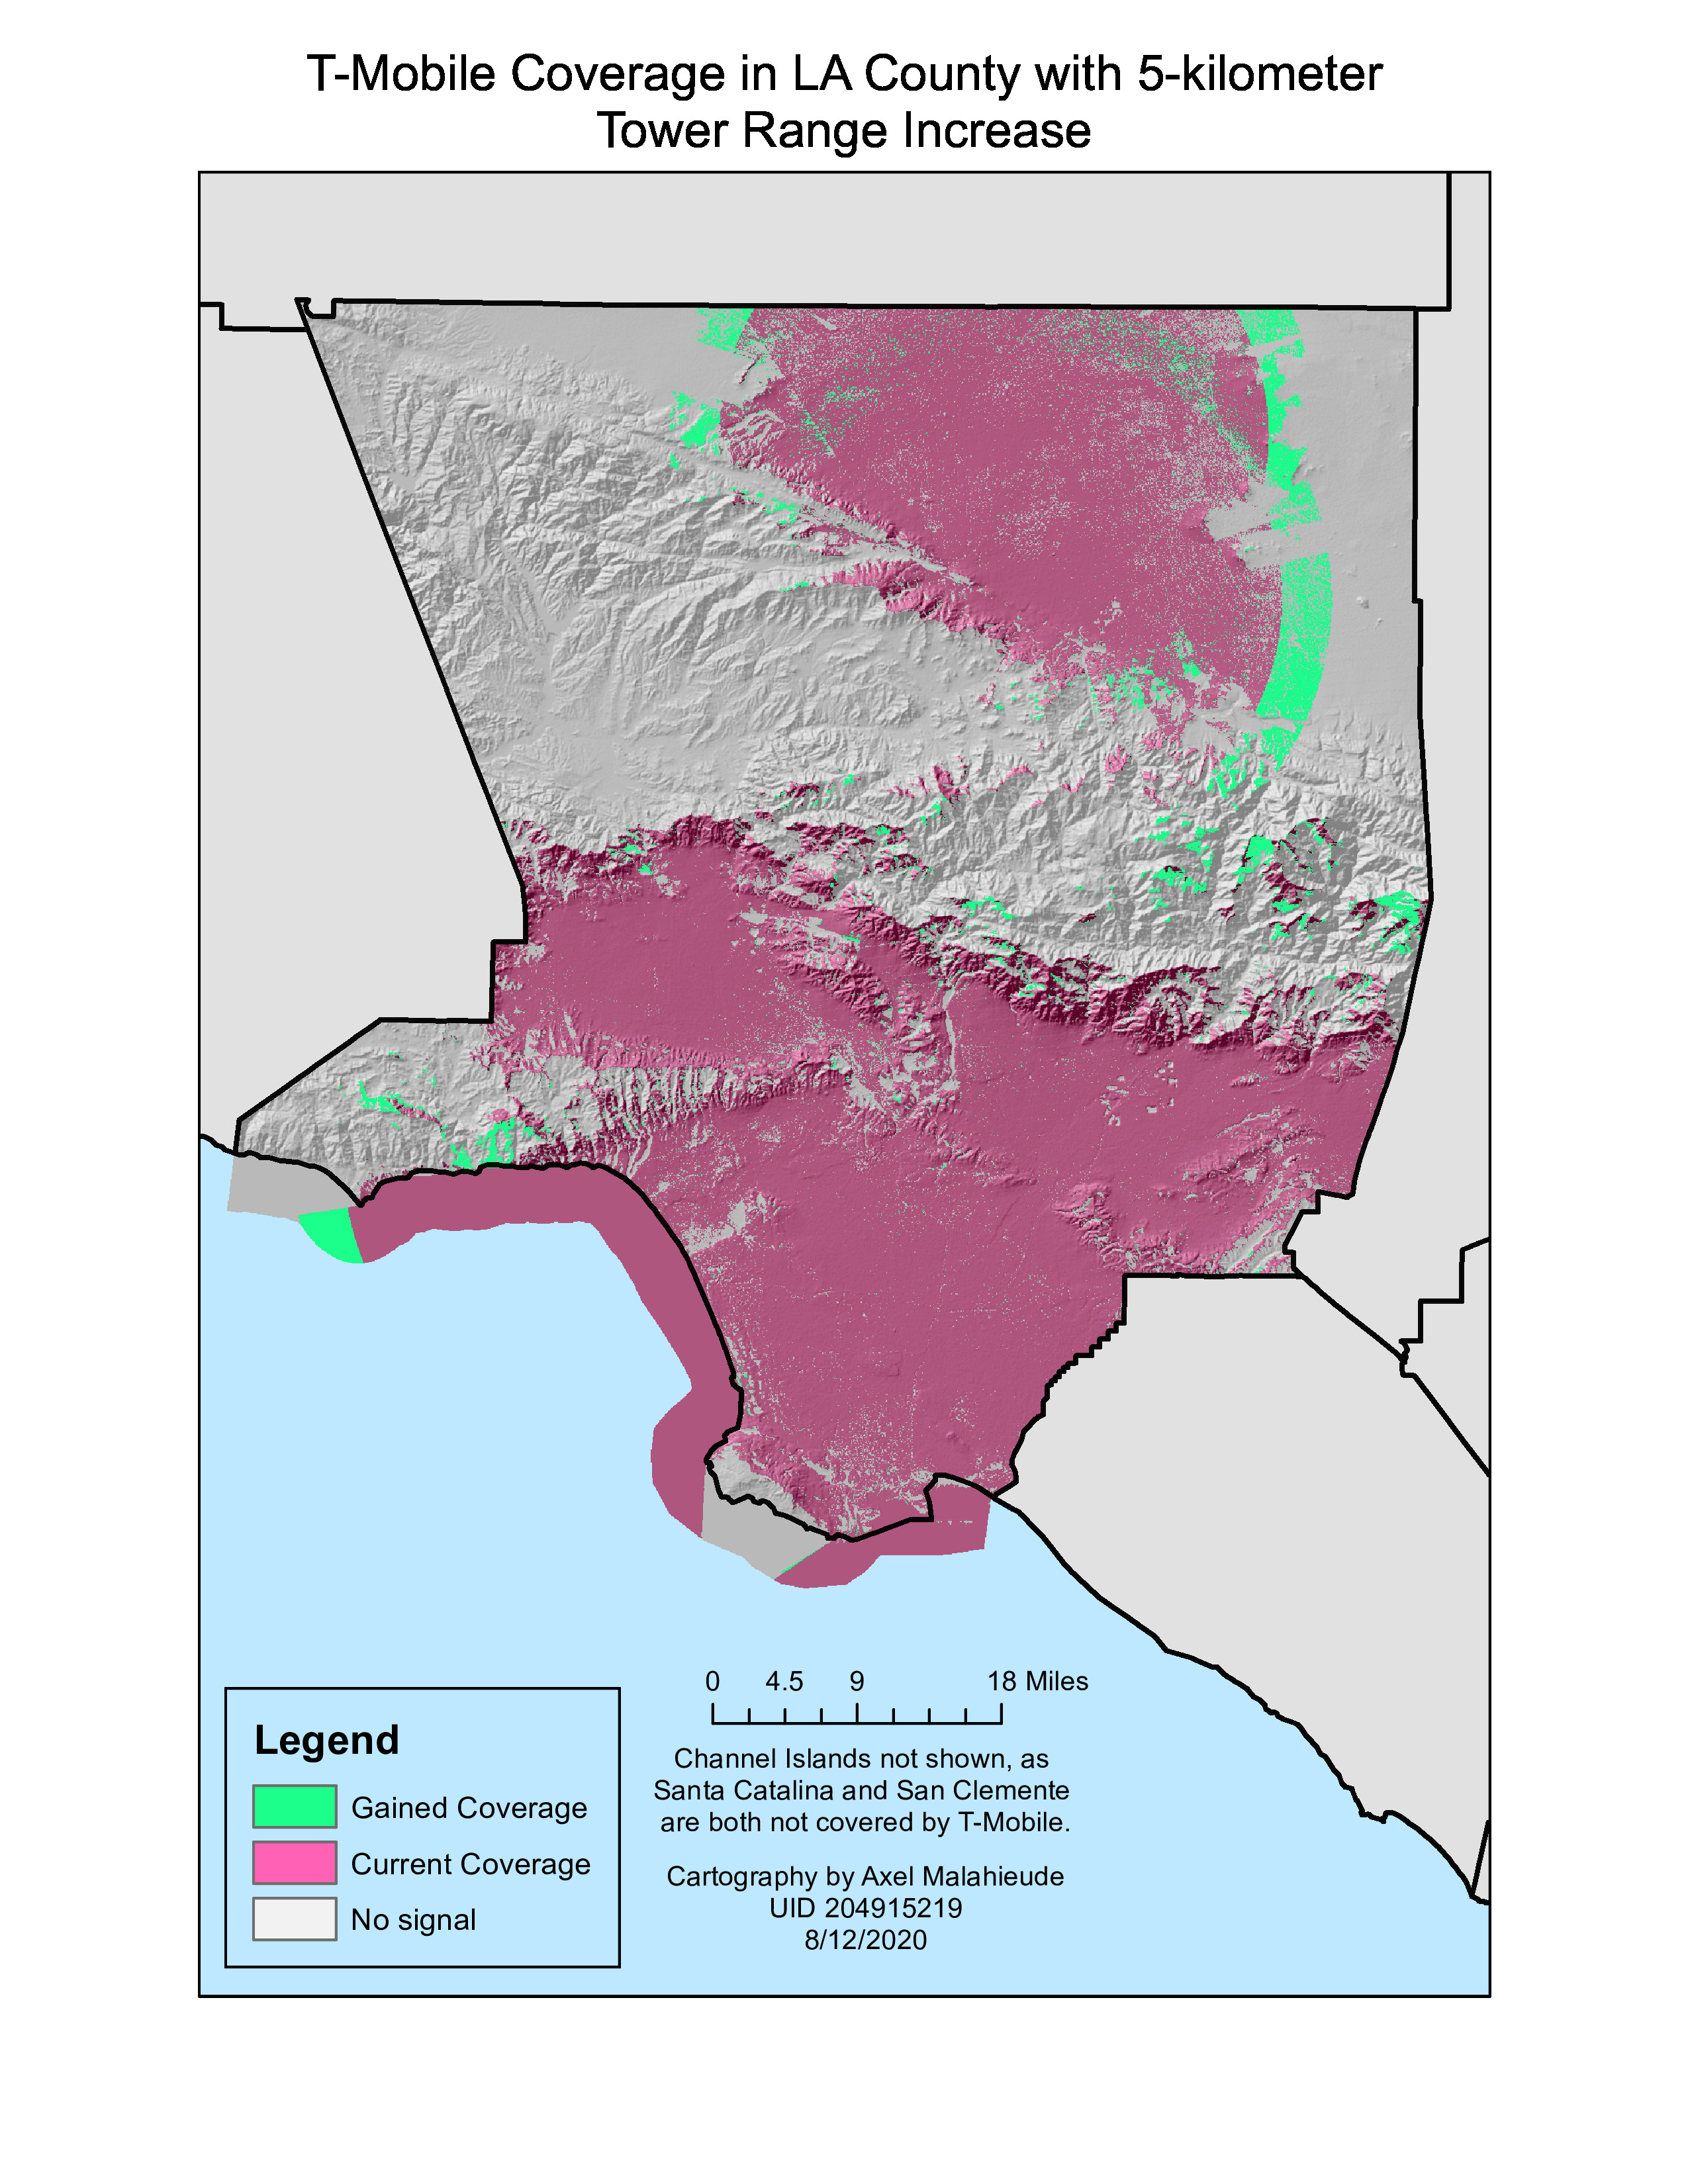 T-Mobile Coverage in LA County with 5-kilometer
Tower Range Increase
0 4.5 9 18 Miles
Channel Islands not shown, as
Santa Catalina and San Clemente
are both not covered by T-Mobile.
Cartography by Axel Malahieude
UID 204915219
8/12/2020
Legend
Gained Coverage
Current Coverage
No signal